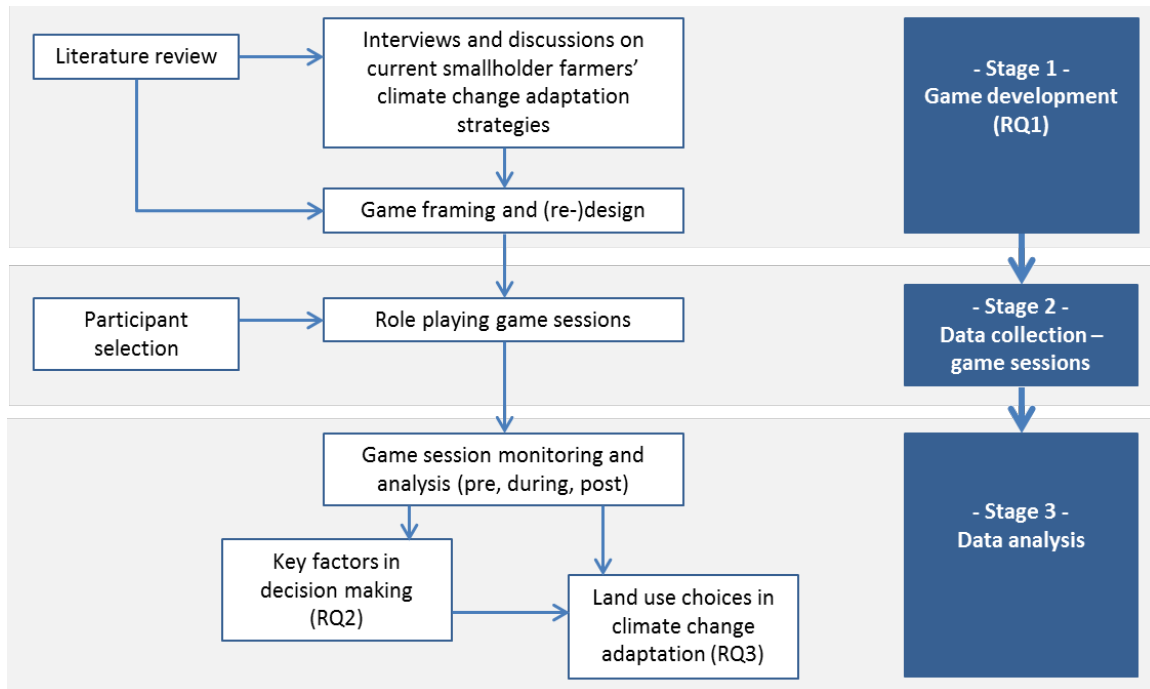 Literature review
Interviews and discussions on
current smallholder farmers’
climate change adaptation
strategies
Game framing and (re-)design
- Stage 1 -
Game development
(RQ1)
Participant
selection
Role playing game sessions
- Stage 2 -
Data collection –
game sessions
Game session monitoring and
analysis (pre, during, post)
Key factors in
decision making
(RQ2)
Land use choices in
climate change
adaptation (RQ3)
- Stage 3 -
Data analysis